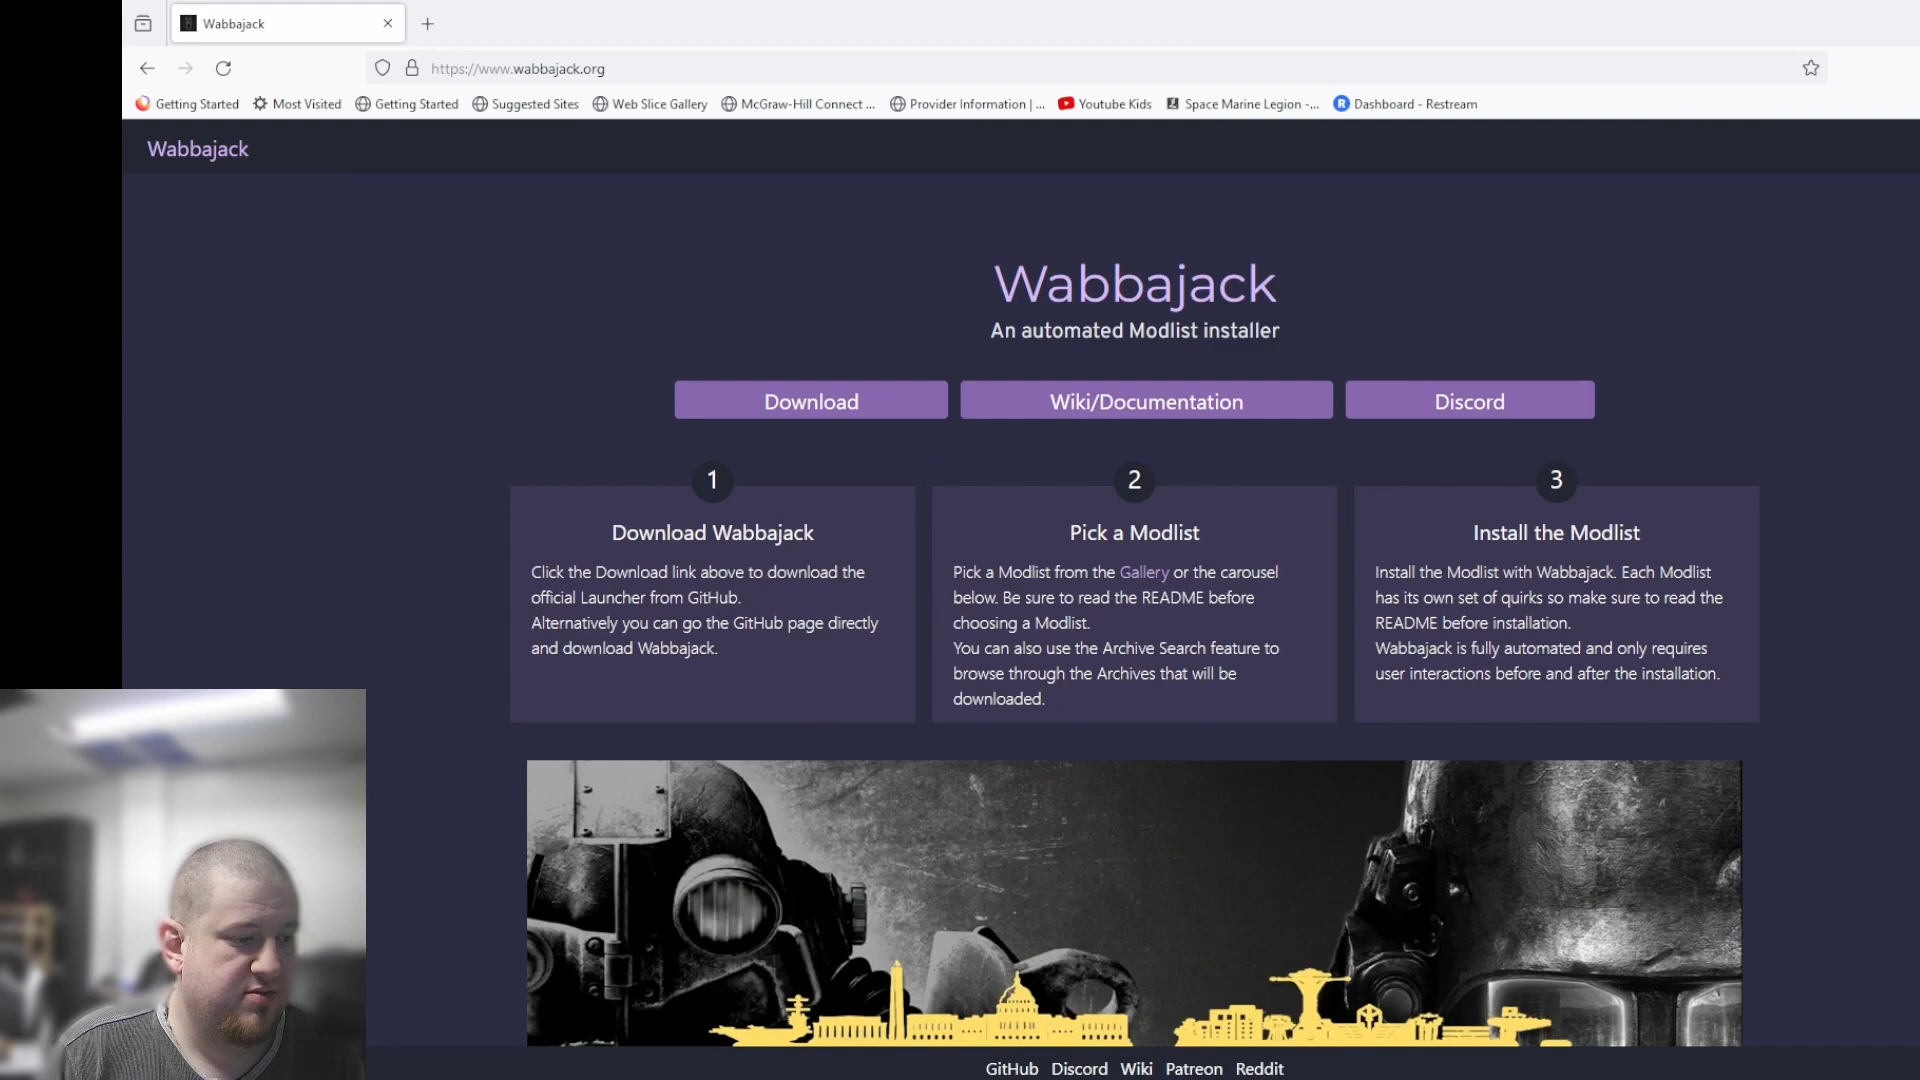 Wabbajack
https://www.wabbajack.org
Getting Started Most Visited Getting Started Suggested Sites Web Slice Gallery McGraw-Hill Connect ... Provider Information | ... Youtube Kids Space Marine Legion -... Dashboard - Restream
Wabbajack
Wabbajack
An automated Modlist installer
Download Wiki/Documentation Discord
1
Download Wabbajack
Click the Download link above to download the
official Launcher from GitHub.
Alternatively you can go the GitHub page directly
and download Wabbajack.
2
Pick a Modlist
Pick a Modlist from the Gallery or the carousel
below. Be sure to read the README before
choosing a Modlist.
You can also use the Archive Search feature to
browse through the Archives that will be
downloaded.
3
Install the Modlist
Install the Modlist with Wabbajack. Each Modlist
has its own set of quirks so make sure to read the
README before installation.
Wabbajack is fully automated and only requires
user interactions before and after the installation.
GitHub Discord Wiki Patreon Reddit